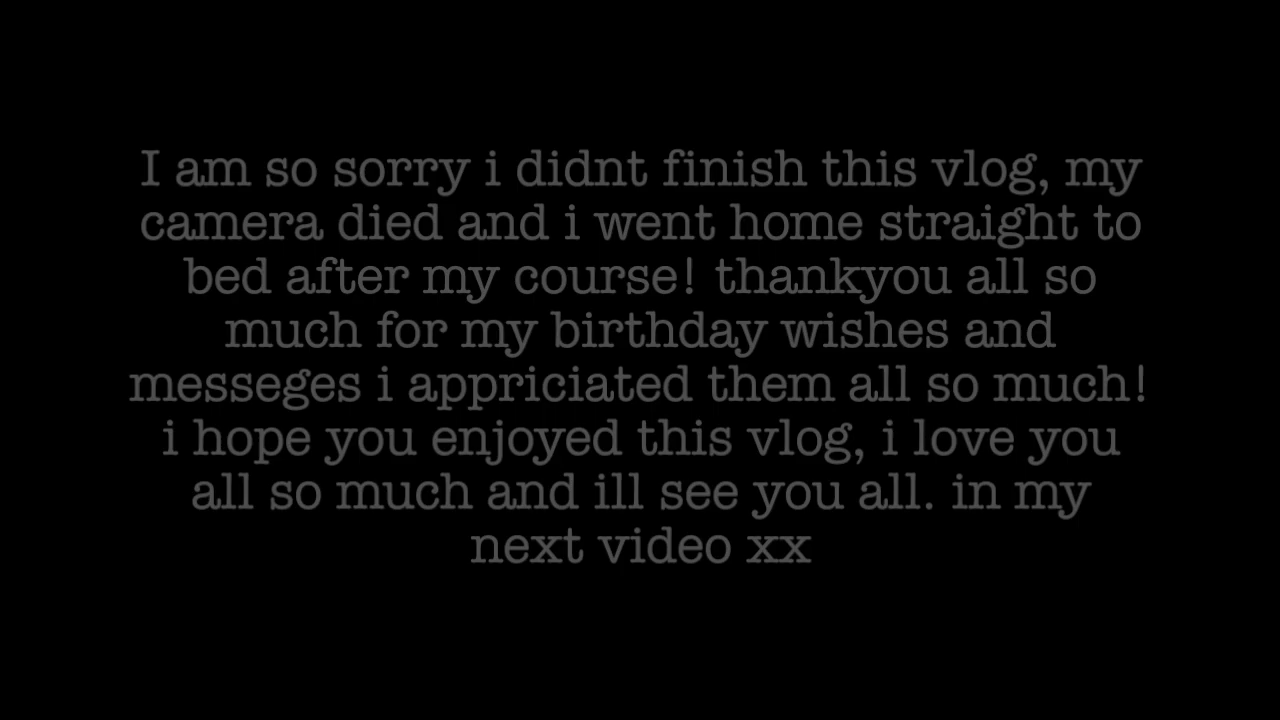 I am so sorry i didnt finish this vlog, my
camera died and i went home straight to
bed after my course! thankyou all so
much for my birthday wishes and
messeges i appriciated them all so much!
i hope you enjoyed this vlog, i love you
all so much and ill see you all. in my
next video xx